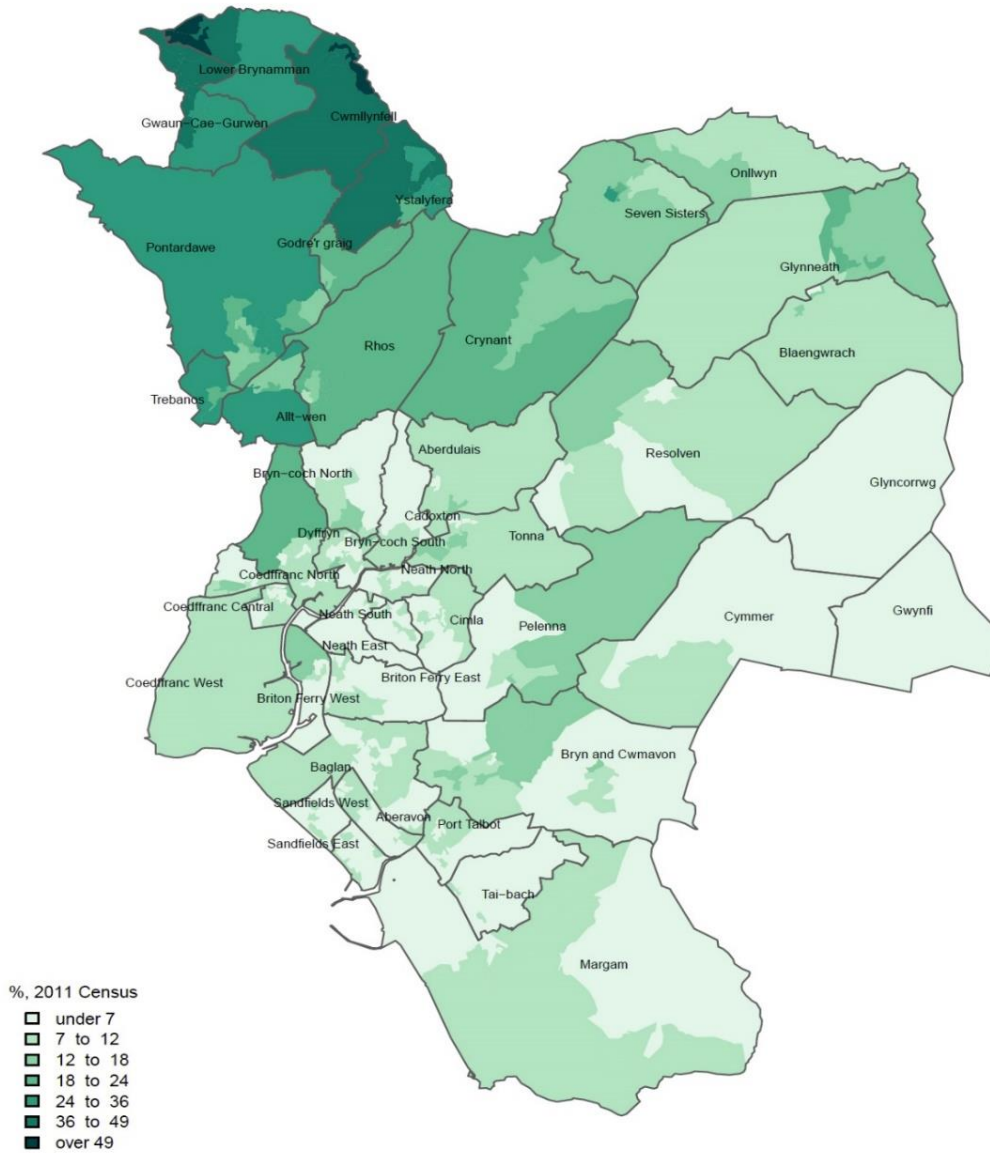 Lower Brynamman
Gwaun-Cae-Gurwen
Cwmllynfell
Ystalyfera
Onllwyn
Seven Sisters
Pontardawe
Godre'r graig
Glynneath
Rhos
Crynant
Blaengwrach
Trebanos
Allt-wen
Bryn-coch North
Aberdulais
Resolven
Glyncorrwg
Cadoxton
Dyffryn
Bryn-coch South
Tonna
Coedffranc North
Neath North
Coedffranc Central
Neath South
Cimla
Pelenna
Cymmer
Gwynfi
Neath East
Coedffranc West
Briton Ferry East
Briton Ferry West
Bryn and Cwmavon
Baglan
Sandfields West
Aberavon
Port Talbot
Sandfields East
Tai-bach
Margam
%, 2011 Census
under 7
7 to 12
12 to 18
18 to 24
24 to 36
36 to 49
over 49